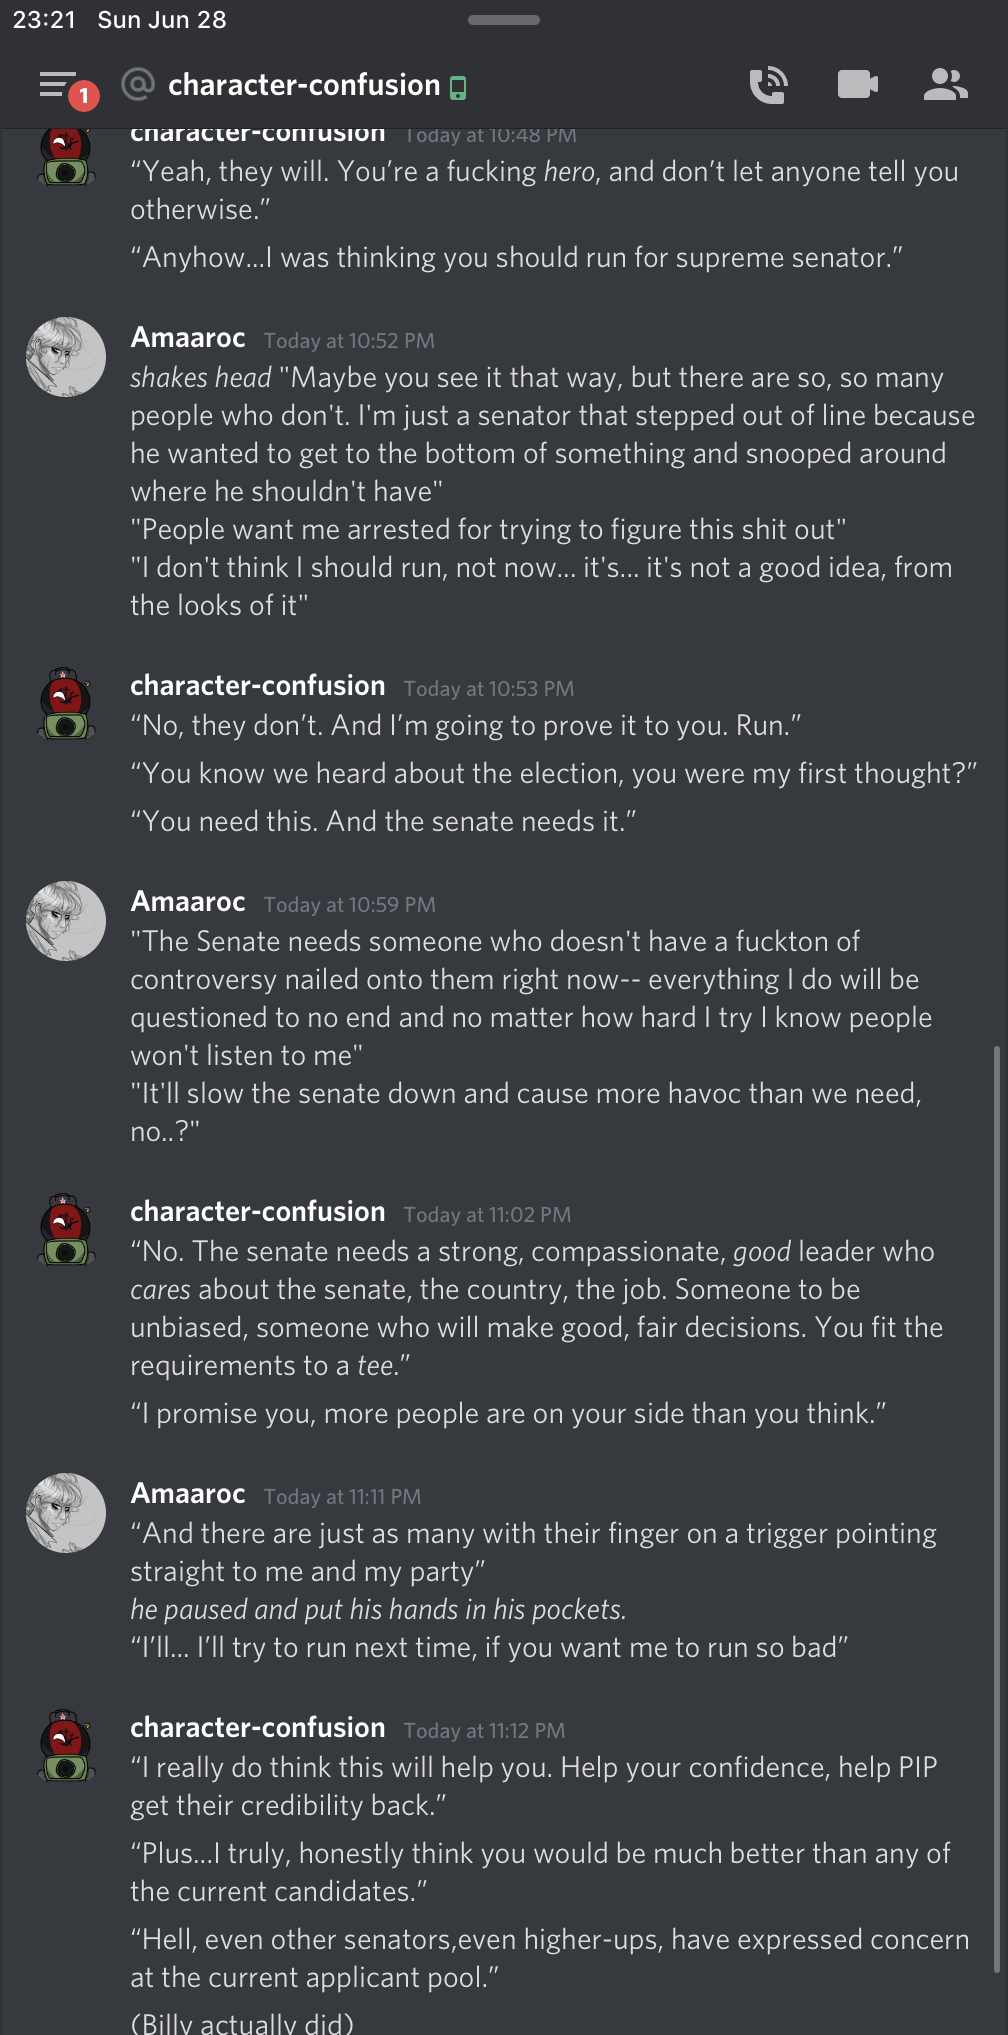 23:21 Sun Jun 28
1
@ character-confusion
character-confusion Today at 10:48 PM
“Yeah, they will. You’re a fucking hero, and don’t let anyone tell you
otherwise.”
“Anyhow...I was thinking you should run for supreme senator.”
Amaaroc Today at 10:52 PM
shakes head "Maybe you see it that way, but there are so, so many
people who don't. I'm just a senator that stepped out of line because
he wanted to get to the bottom of something and snooped around
where he shouldn't have"
"People want me arrested for trying to figure this shit out"
"I don't think I should run, not now... it's... it's not a good idea, from
the looks of it"
character-confusion Today at 10:53 PM
“No, they don’t. And I’m going to prove it to you. Run.”
“You know we heard about the election, you were my first thought?”
“You need this. And the senate needs it.”
Amaaroc Today at 10:59 PM
"The Senate needs someone who doesn't have a fuckton of
controversy nailed onto them right now-- everything I do will be
questioned to no end and no matter how hard I try I know people
won't listen to me"
"It'll slow the senate down and cause more havoc than we need,
no..?"
character-confusion Today at 11:02 PM
“No. The senate needs a strong, compassionate, good leader who
cares about the senate, the country, the job. Someone to be
unbiased, someone who will make good, fair decisions. You fit the
requirements to a tee.”
“I promise you, more people are on your side than you think.”
Amaaroc Today at 11:11 PM
“And there are just as many with their finger on a trigger pointing
straight to me and my party”
he paused and put his hands in his pockets.
“I’ll... I’ll try to run next time, if you want me to run so bad”
character-confusion Today at 11:12 PM
“I really do think this will help you. Help your confidence, help PIP
get their credibility back.”
“Plus...I truly, honestly think you would be much better than any of
the current candidates.”
“Hell, even other senators,even higher-ups, have expressed concern
at the current applicant pool.”
(Billy actually did)